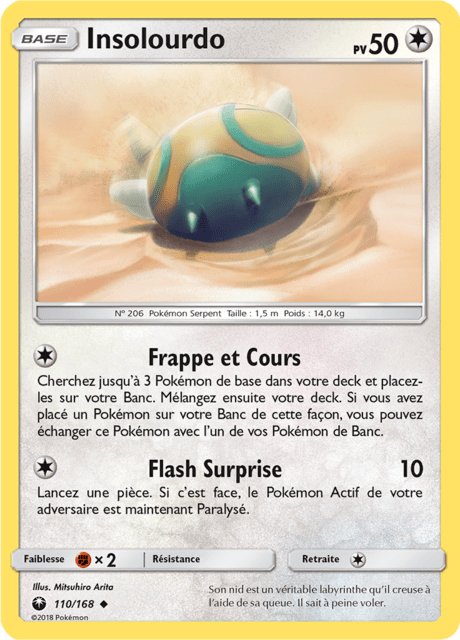 BASE Insolourdo PV 50
N° 206 Pokémon Serpent Taille : 1,5 m Poids : 14,0 kg
Frappe et Cours
Cherchez jusqu'à 3 Pokémon de base dans votre deck et placez-
les sur votre Banc. Mélangez ensuite votre deck. Si vous avez
placé un Pokémon sur votre Banc de cette façon, vous pouvez
échanger ce Pokémon avec l'un de vos Pokémon de Banc.
Flash Surprise 10
Lancez une pièce. Si c'est face, le Pokémon Actif de votre
adversaire est maintenant Paralysé.
Faiblesse ×2 Résistance Retraite
Illus. Mitsuhiro Arita
110/168
©2018 Pokémon
Son nid est un véritable labyrinthe qu'il creuse à
l'aide de sa queue. Il sait à peine voler.